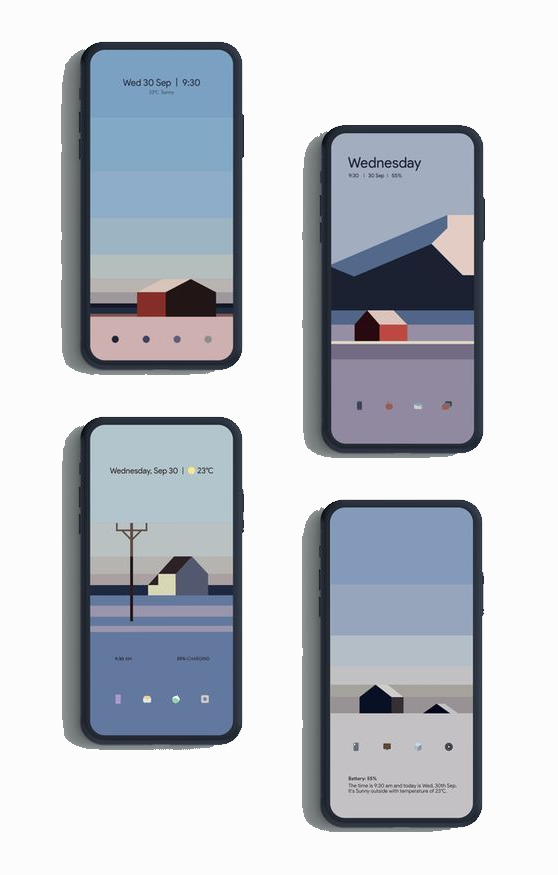 Wed 30 Sep | 9:30
23°C Sunny
Wednesday
9:30 | 30 Sep | 55%
Wednesday, Sep 30 | 23°C
9:30 AM 55% CHARGING
Battery: 55%
The time is 9:30 am and today is Wed, 30th Sep.
It's Sunny outside with temperature of 23°C.